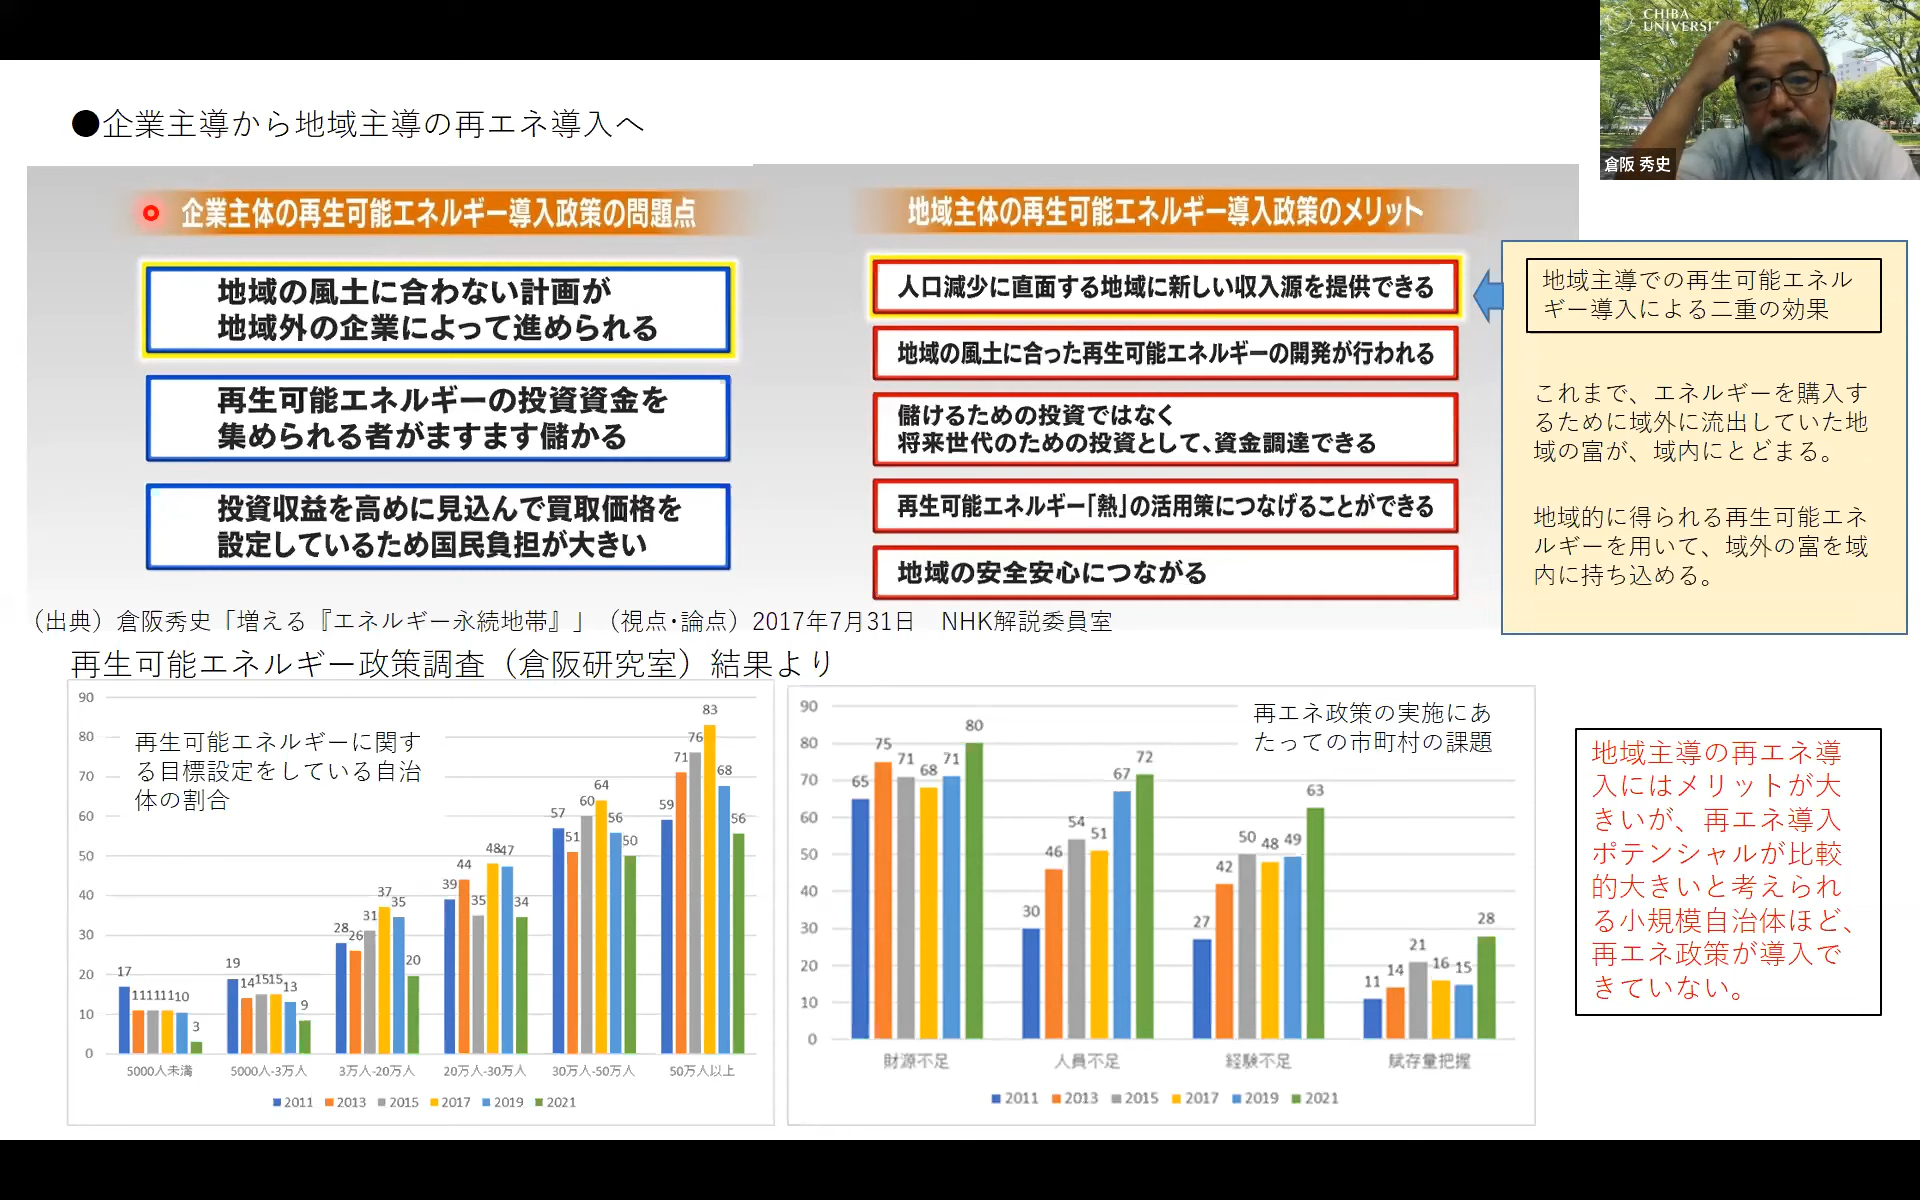 CHIBA
UNIVERSI
倉阪 秀史
●企業主導から地域主導の再エネ導入へ
企業主体の再生可能エネルギー導入政策の問題点
地域の風土に合わない計画が
地域外の企業によって進められる
再生可能エネルギーの投資資金を
集められる者がますます儲かる
投資収益を高めに見込んで買取価格を
設定しているため国民負担が大きい
地域主体の再生可能エネルギー導入政策のメリット
人口減少に直面する地域に新しい収入源を提供できる
地域の風土に合った再生可能エネルギーの開発が行われる
儲けるための投資ではなく
将来世代のための投資として、資金調達できる
再生可能エネルギー「熱」の活用策につなげることができる
地域の安全安心につながる
地域主導での再生可能エネル
ギー導入による二重の効果
これまで、エネルギーを購入す
るために域外に流出していた地
域の富が、域内にとどまる。
地域的に得られる再生可能エネ
ルギーを用いて、域外の富を域
内に持ち込める。
（出典）倉阪秀史「増える『エネルギー永続地帯』」（視点・論点）2017年7月31日　NHK解説委員室
再生可能エネルギー政策調査（倉阪研究室）結果より
再生可能エネルギーに関す
る目標設定をしている自治
体の割合
90
80
70
60
50
40
30
20
10
0
17 11 11 11 10 3
19 14 15 15 13 9
28 26 31 37 35 20
39 44 35 48 47 34
57 51 60 64 56 50
59 71 76 83 68 56
5000人未満 5000人-3万人 3万人-20万人 20万人-30万人 30万人-50万人 50万人以上
2011 2013 2015 2017 2019 2021
再エネ政策の実施にあ
たっての市町村の課題
90
80
70
60
50
40
30
20
10
0
65 75 71 68 71 80
30 46 54 51 67 72
27 42 50 48 49 63
11 14 21 16 15 28
財源不足 人員不足 経験不足 賦存量把握
2011 2013 2015 2017 2019 2021
地域主導の再エネ導
入にはメリットが大
きいが、再エネ導入
ポテンシャルが比較
的大きいと考えられ
る小規模自治体ほど、
再エネ政策が導入で
きていない。